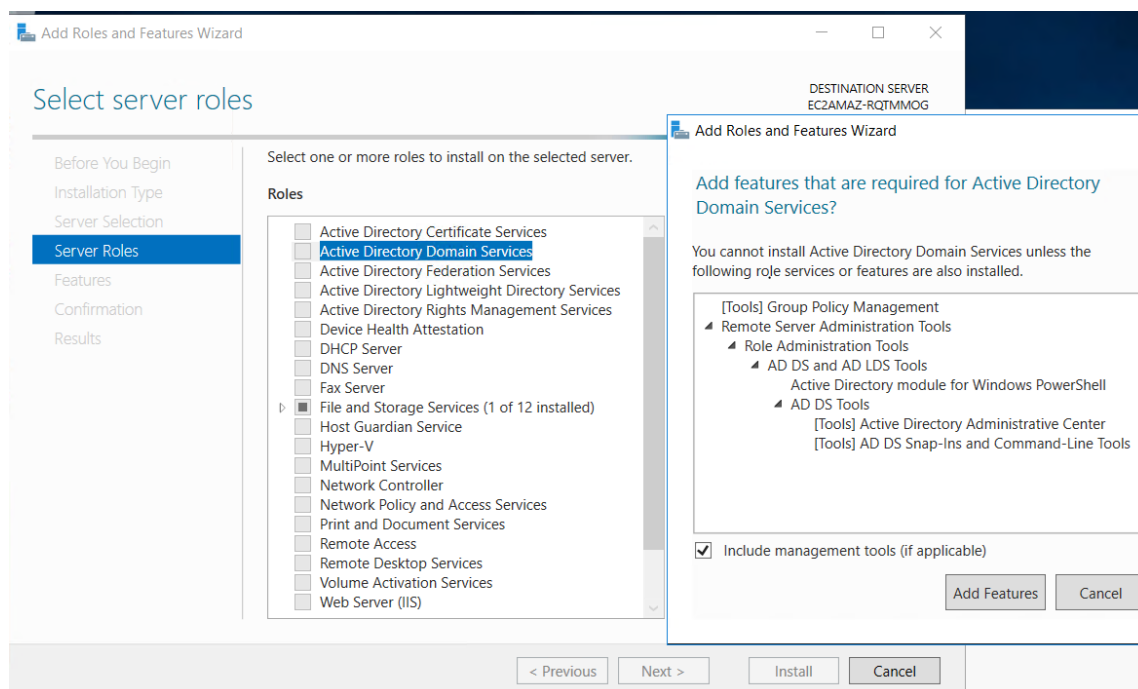 Add Roles and Features Wizard
Select server roles
DESTINATION SERVER
EC2AMAZ-RQTMMOG
Before You Begin
Installation Type
Server Selection
Server Roles
Features
Confirmation
Results
Select one or more roles to install on the selected server.
Roles
Active Directory Certificate Services
Active Directory Domain Services
Active Directory Federation Services
Active Directory Lightweight Directory Services
Active Directory Rights Management Services
Device Health Attestation
DHCP Server
DNS Server
Fax Server
File and Storage Services (1 of 12 installed)
Host Guardian Service
Hyper-V
MultiPoint Services
Network Controller
Network Policy and Access Services
Print and Document Services
Remote Access
Remote Desktop Services
Volume Activation Services
Web Server (IIS)
< Previous
Next >
Install
Cancel
Add Roles and Features Wizard
Add features that are required for Active Directory
Domain Services?
You cannot install Active Directory Domain Services unless the
following role services or features are also installed.
[Tools] Group Policy Management
Remote Server Administration Tools
Role Administration Tools
AD DS and AD LDS Tools
Active Directory module for Windows PowerShell
AD DS Tools
[Tools] Active Directory Administrative Center
[Tools] AD DS Snap-Ins and Command-Line Tools
Include management tools (if applicable)
Add Features
Cancel